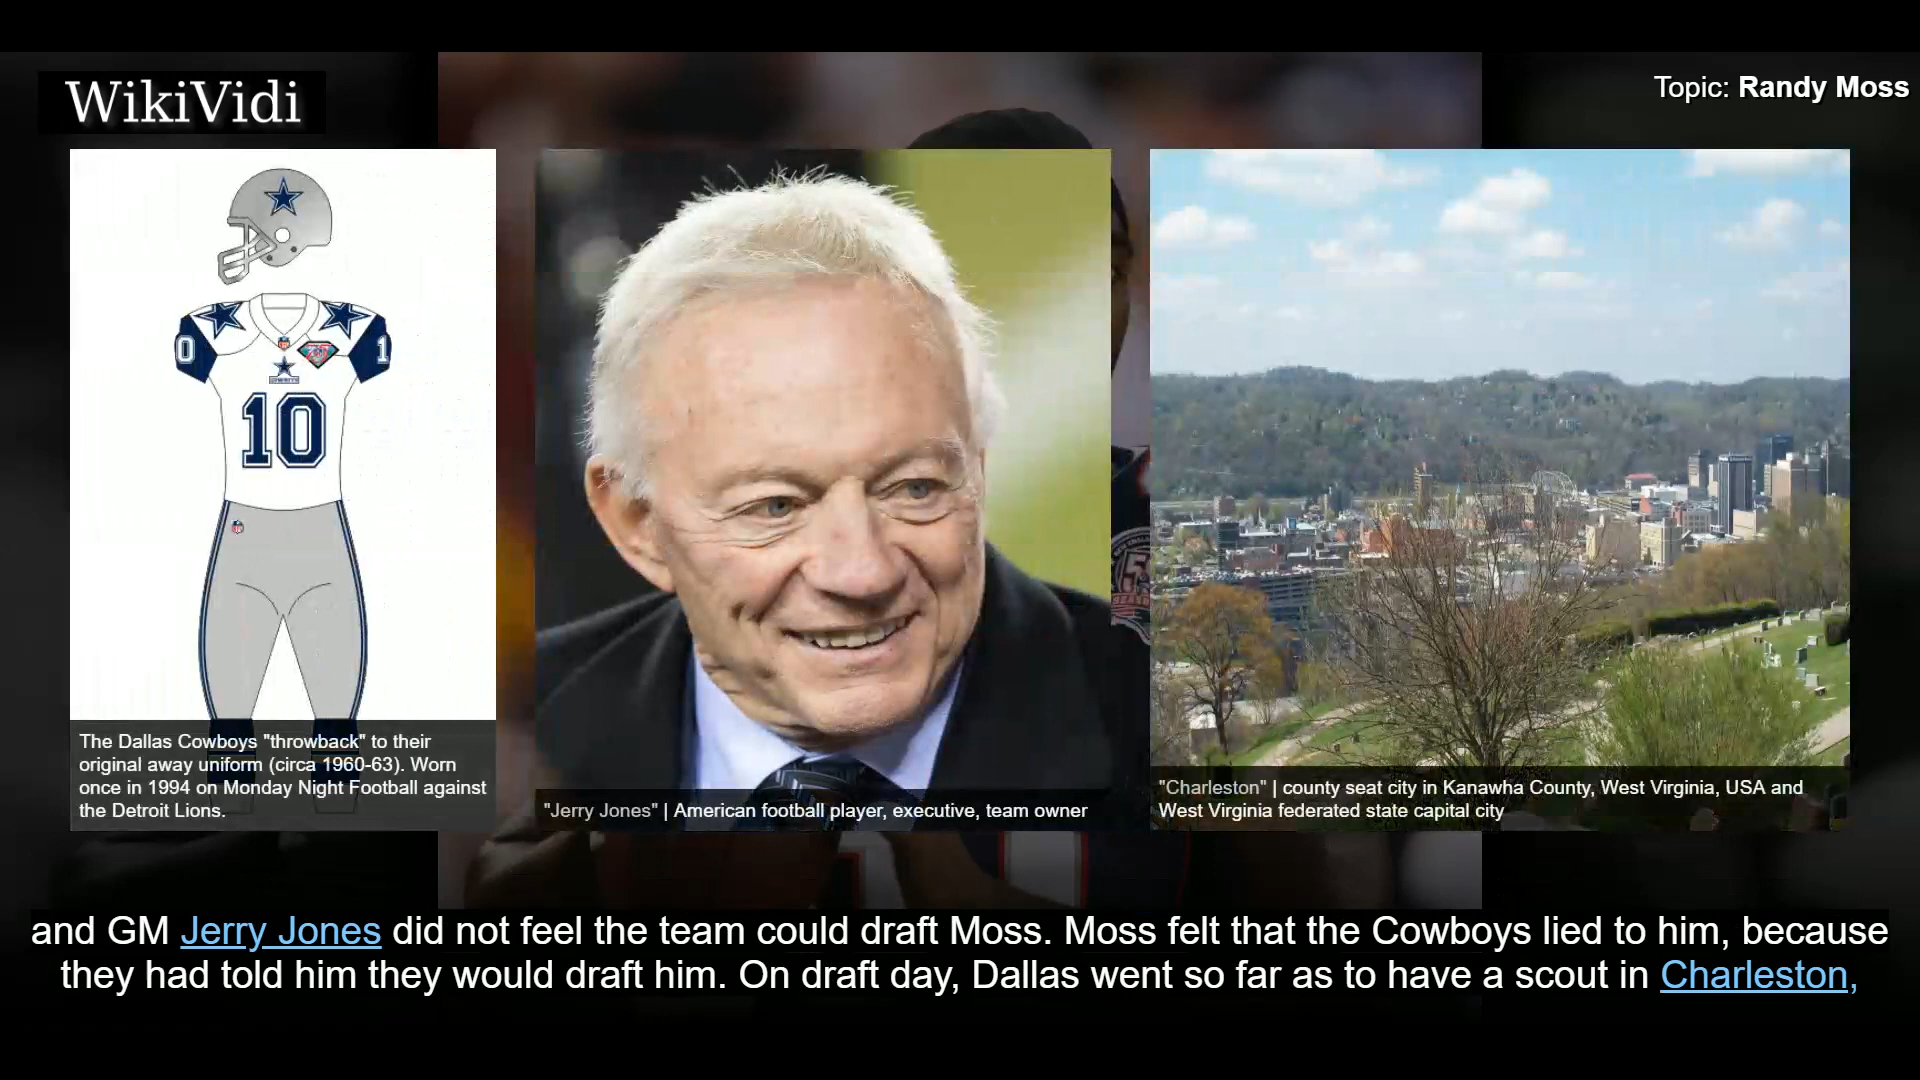 WikiVidi
Topic: Randy Moss
0
1
10
The Dallas Cowboys "throwback" to their
original away uniform (circa 1960-63). Worn
once in 1994 on Monday Night Football against
the Detroit Lions.
"Jerry Jones" | American football player, executive, team owner
"Charleston" | county seat city in Kanawha County, West Virginia, USA and
West Virginia federated state capital city
and GM Jerry Jones did not feel the team could draft Moss. Moss felt that the Cowboys lied to him, because
they had told him they would draft him. On draft day, Dallas went so far as to have a scout in Charleston,